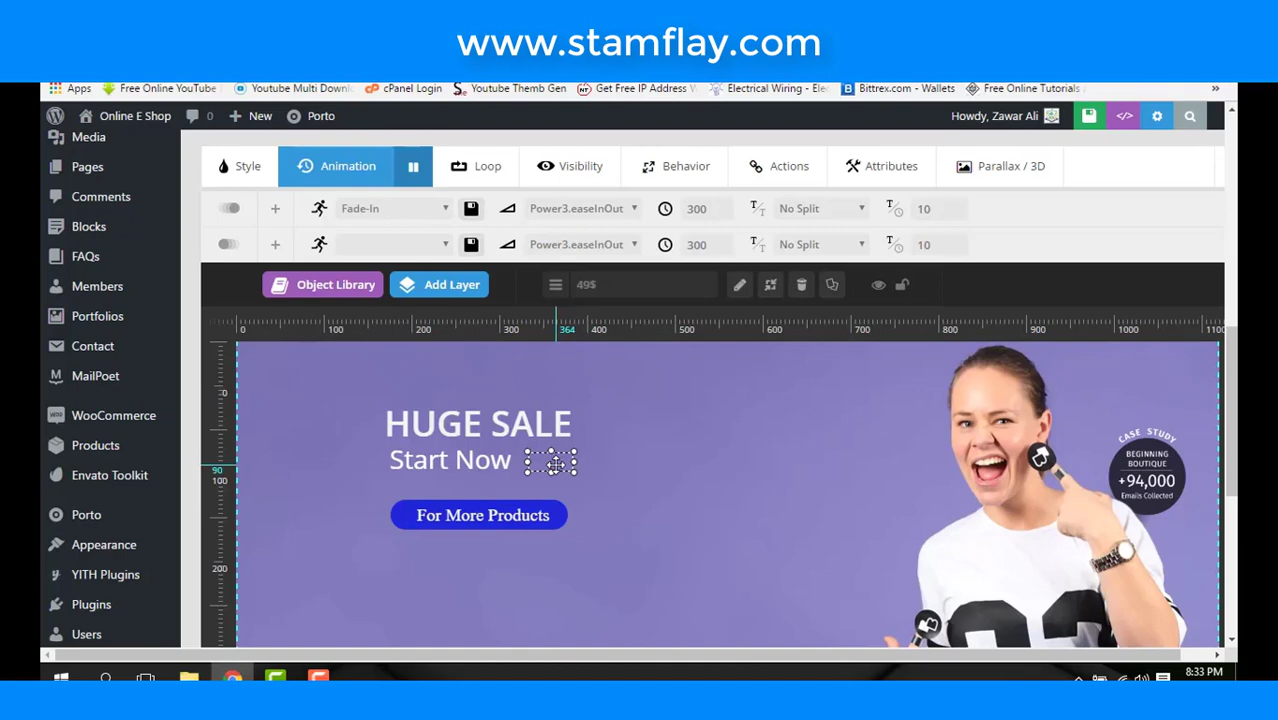 www.stamflay.com
Apps Free Online YouTube Youtube Multi Downl cPanel Login Youtube Themb Gen Get Free IP Address Electrical Wiring - Ele Bittrex.com - Wallets Free Online Tutorials »
Online E Shop 0 New Porto Howdy, Zawar Ali
Media
Pages
Comments
Blocks
FAQs
Members
Portfolios
Contact
MailPoet
WooCommerce
Products
Envato Toolkit
Porto
Appearance
YITH Plugins
Plugins
Users
Style Animation Loop Visibility Behavior Actions Attributes Parallax / 3D
Fade-In Power3.easeInOut 300 No Split 10
Power3.easeInOut 300 No Split 10
Object Library Add Layer 49$
0 100 200 300 364 400 500 600 700 800 900 1000 1100
0
90
100
200
HUGE SALE
Start Now
For More Products
CASE STUDY
BEGINNING
BOUTIQUE
+94,000
Emails Collected
8:33 PM